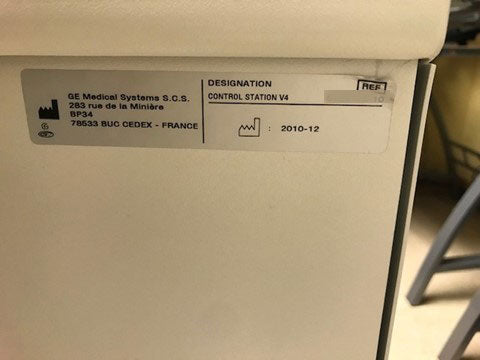 GE Medical Systems S.C.S.
283 rue de la Minière
BP34
78533 BUC CEDEX - FRANCE
DESIGNATION
CONTROL STATION V4
REF
: 2010-12